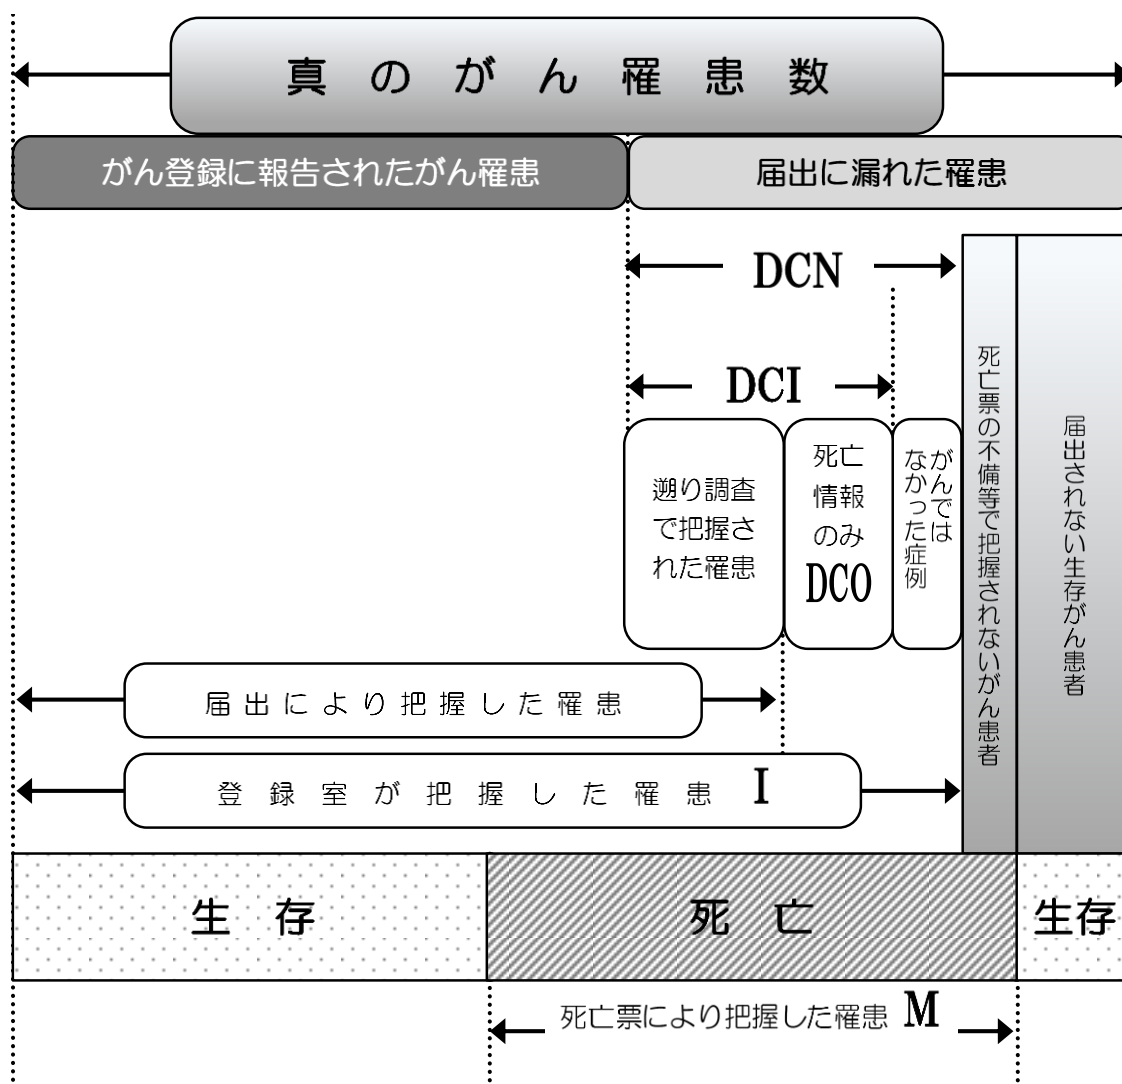 真のがん罹患数
がん登録に報告されたがん罹患
届出に漏れた罹患
DCN
DCI
遡り調査
で把握さ
れた罹患
死亡
情報
のみ
DCO
がんでは
なかった症例
死亡票の不備等で把握されないがん患者
届出されない生存がん患者
届出により把握した罹患
登録室が把握した罹患 I
生存
死亡
生存
死亡票により把握した罹患 M